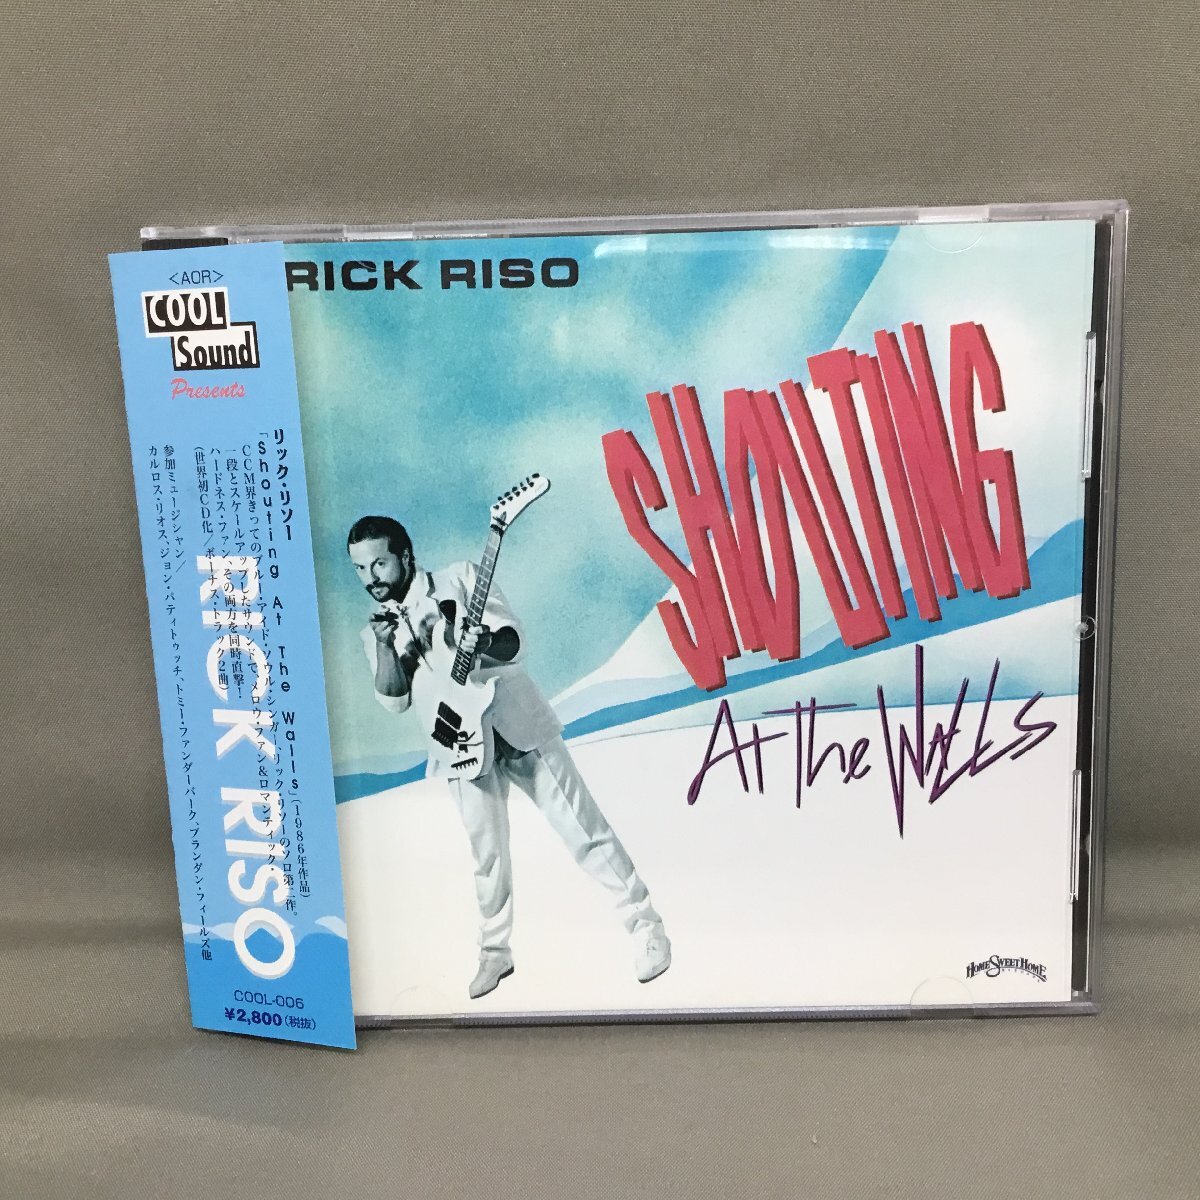 <AOR>
COOL
Sound
Presents
リック・リソー
「Shouting At The Walls」(1986年作品)
CCM界きってのブルー・アイド・ソウル・シンガー、リック・リソーのソロ第二作。
一段とスケールアップしたサウンドで、メロウ・ファン&ロマンティック・
ハードネス・ファン、その両方を同時直撃!
(世界初CD化/ボーナス・トラック2曲)
参加ミュージシャン/
カルロス・リオス、ジョン・パティトゥッチ、トミー・ファンダーバーク、ブランダン・フィールズ他
RICK RISO
COOL-006
¥2,800(税抜)
RICK RISO
SHOUTING
At The Walls
HOME SWEET HOME
RECORDS